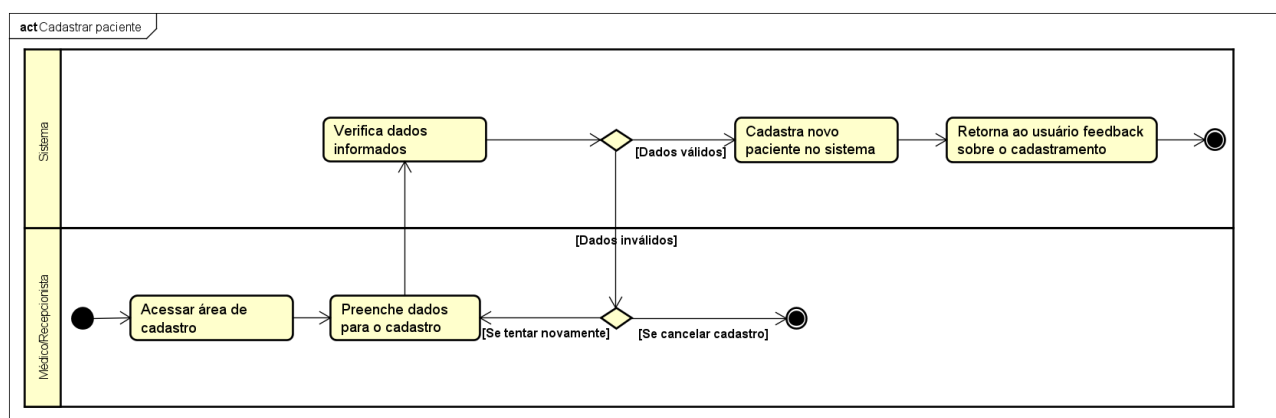 act Cadastrar paciente
Sistema
Verifica dados
informados
[Dados válidos]
Cadastra novo
paciente no sistema
Retorna ao usuário feedback
sobre o cadastramento
[Dados inválidos]
Médico/Recepcionista
Acessar área de
cadastro
Preenche dados
para o cadastro
[Se tentar novamente]
[Se cancelar cadastro]